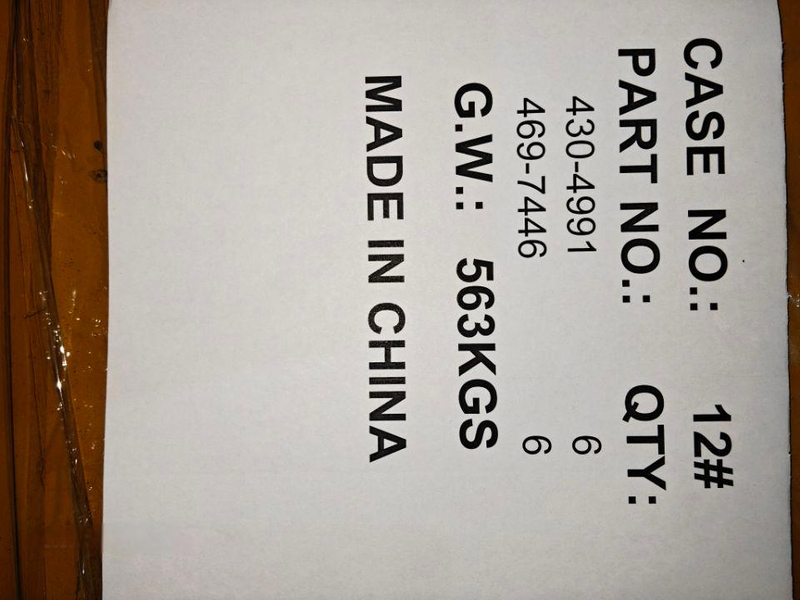 CASE NO.: 12#
PART NO.: QTY:
430-4991 6
469-7446 6
G.W.: 563KGS
MADE IN CHINA